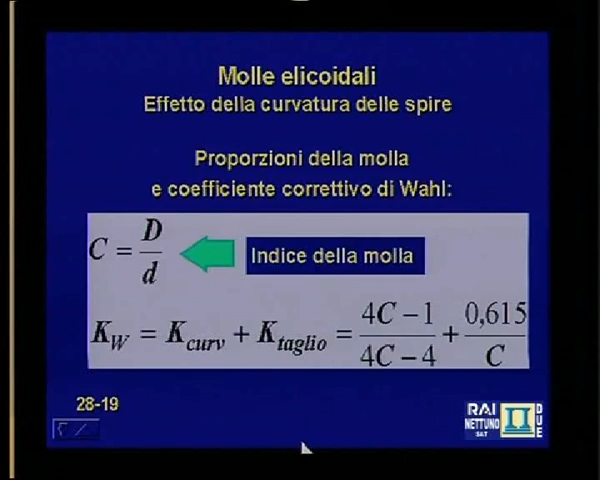 Molle elicoidali
Effetto della curvatura delle spire
Proporzioni della molla
e coefficiente correttivo di Wahl:
C = D/d
Indice della molla
K_W = K_curv + K_taglio = (4C − 1)/(4C − 4) + 0,615/C
28-19
RAI
NETTUNO
SAT
DUE